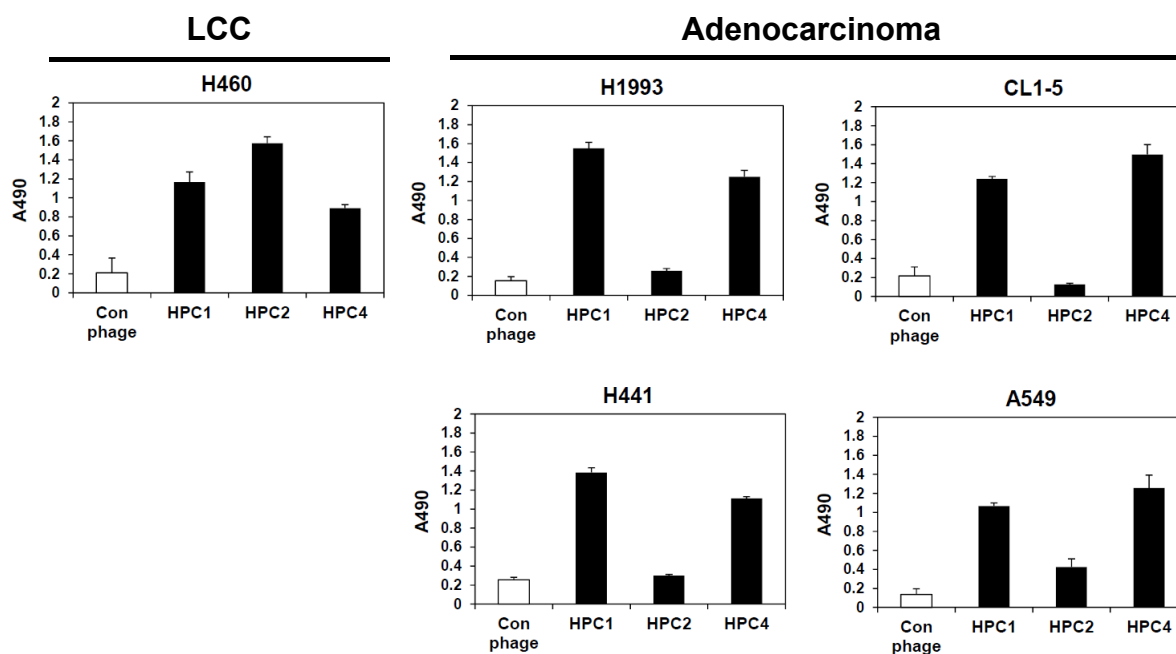 LCC
Adenocarcinoma
H460
2
1.8
1.6
1.4
1.2
1
0.8
0.6
0.4
0.2
0
A490
Con
phage
HPC1
HPC2
HPC4
H1993
2
1.8
1.6
1.4
1.2
1
0.8
0.6
0.4
0.2
0
A490
Con
phage
HPC1
HPC2
HPC4
CL1-5
2
1.8
1.6
1.4
1.2
1
0.8
0.6
0.4
0.2
0
A490
Con
phage
HPC1
HPC2
HPC4
H441
2
1.8
1.6
1.4
1.2
1
0.8
0.6
0.4
0.2
0
A490
Con
phage
HPC1
HPC2
HPC4
A549
2
1.8
1.6
1.4
1.2
1
0.8
0.6
0.4
0.2
0
A490
Con
phage
HPC1
HPC2
HPC4